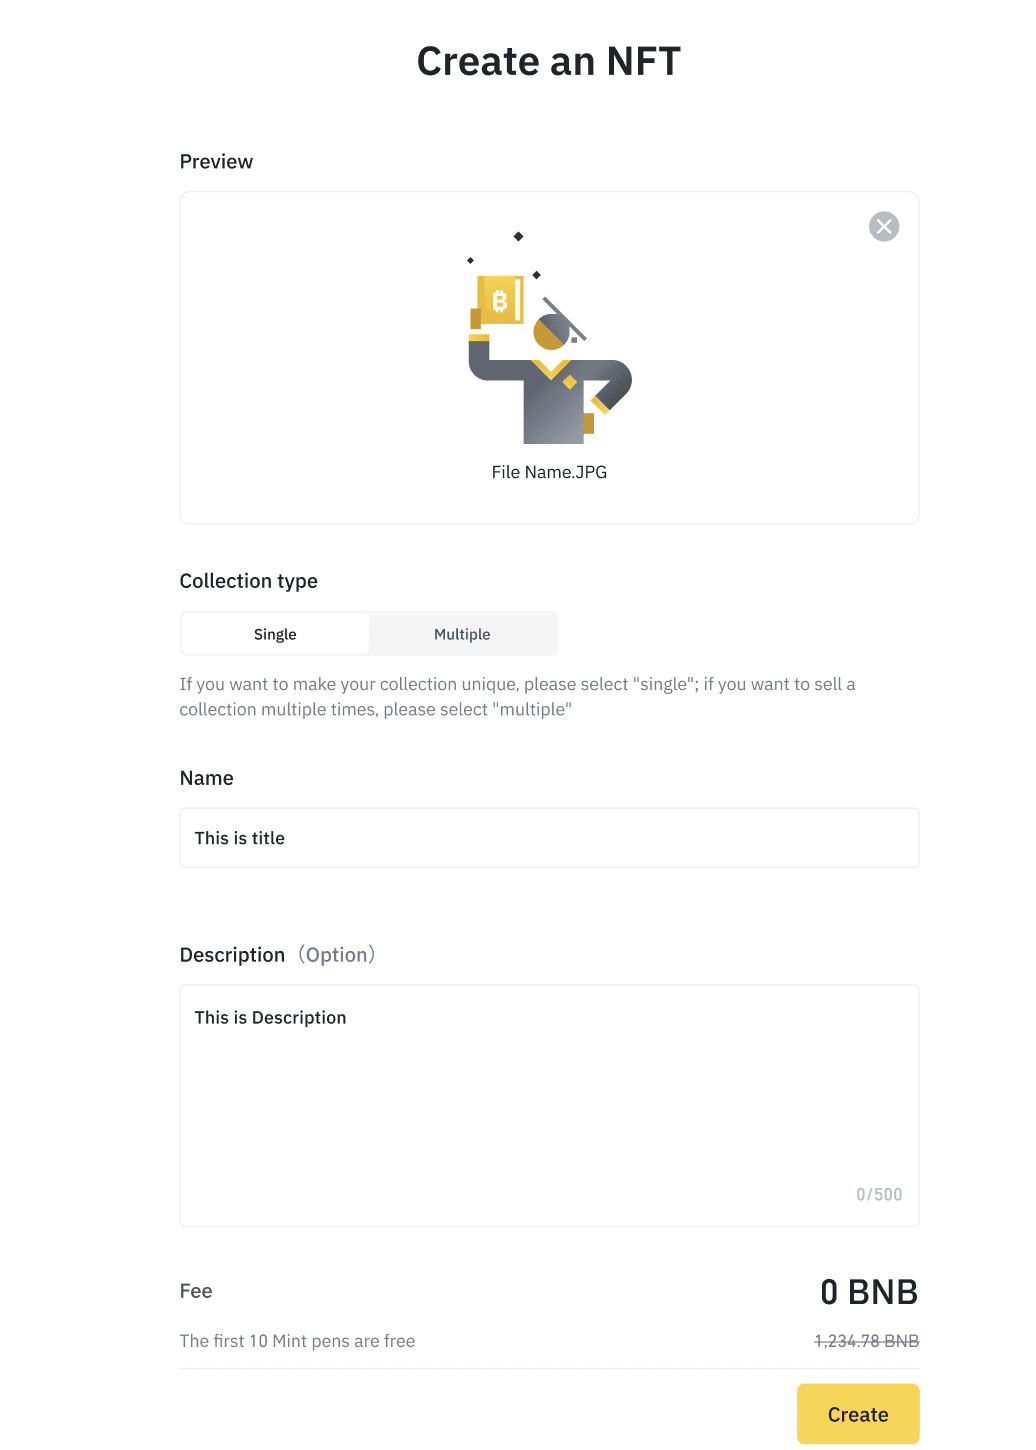 Create an NFT
Preview
File Name.JPG
Collection type
Single
Multiple
If you want to make your collection unique, please select "single"; if you want to sell a
collection multiple times, please select "multiple"
Name
This is title
Description（Option）
This is Description
0/500
Fee
0 BNB
The first 10 Mint pens are free
1,234.78 BNB
Create